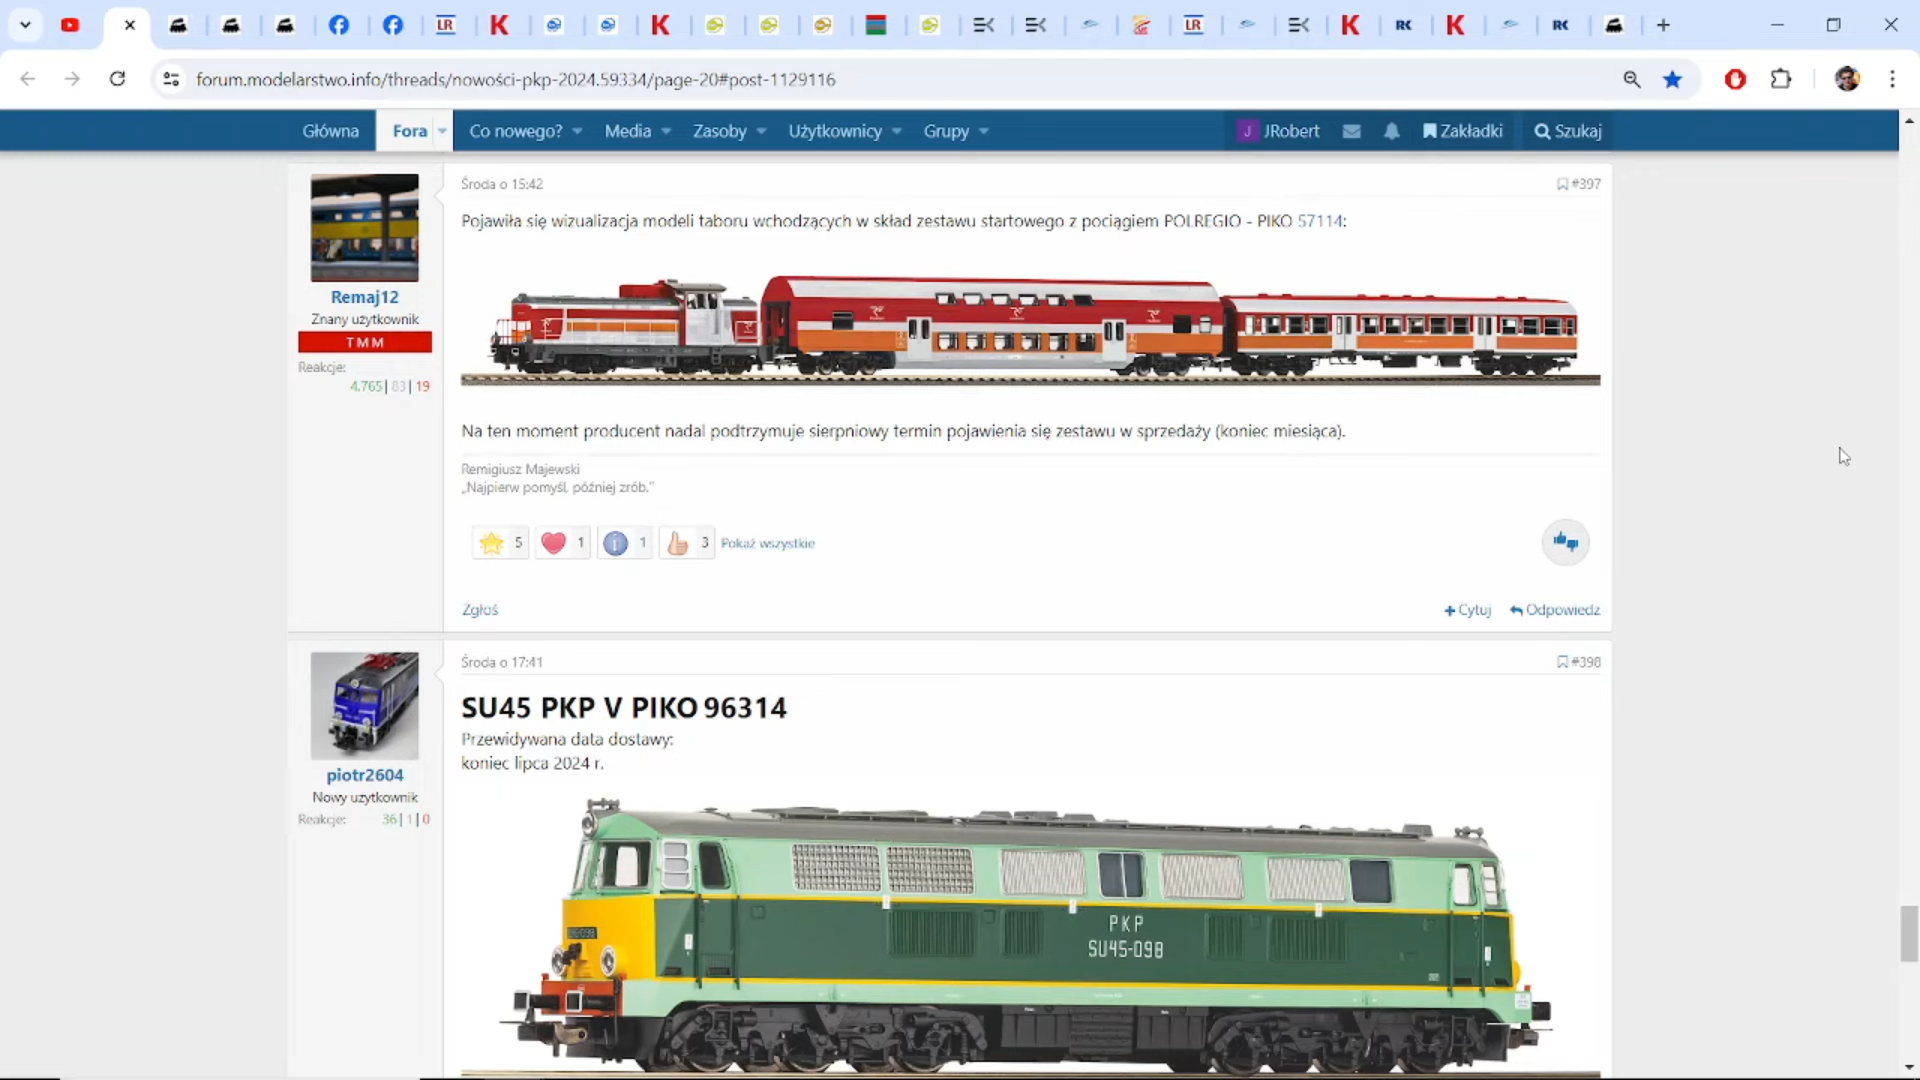 forum.modelarstwo.info/threads/nowości-pkp-2024.59334/page-20#post-1129116
Główna
Fora
Co nowego?
Media
Zasoby
Użytkownicy
Grupy
J
JRobert
Zakładki
Szukaj
Środa o 15:42
#397
Pojawiła się wizualizacja modeli taboru wchodzących w skład zestawu startowego z pociągiem POLREGIO - PIKO 57114:
Remaj12
Znany użytkownik
TMM
Reakcje:
4.765| 83| 19
Na ten moment producent nadal podtrzymuje sierpniowy termin pojawienia się zestawu w sprzedaży (koniec miesiąca).
Remigiusz Majewski
„Najpierw pomyśl, później zrób."
5
1
1
3
Pokaż wszystkie
Zgłoś
Cytuj
Odpowiedz
Środa o 17:41
#398
SU45 PKP V PIKO 96314
Przewidywana data dostawy:
koniec lipca 2024 r.
piotr2604
Nowy użytkownik
Reakcje:
36| 1| 0
PKP
SU45-098